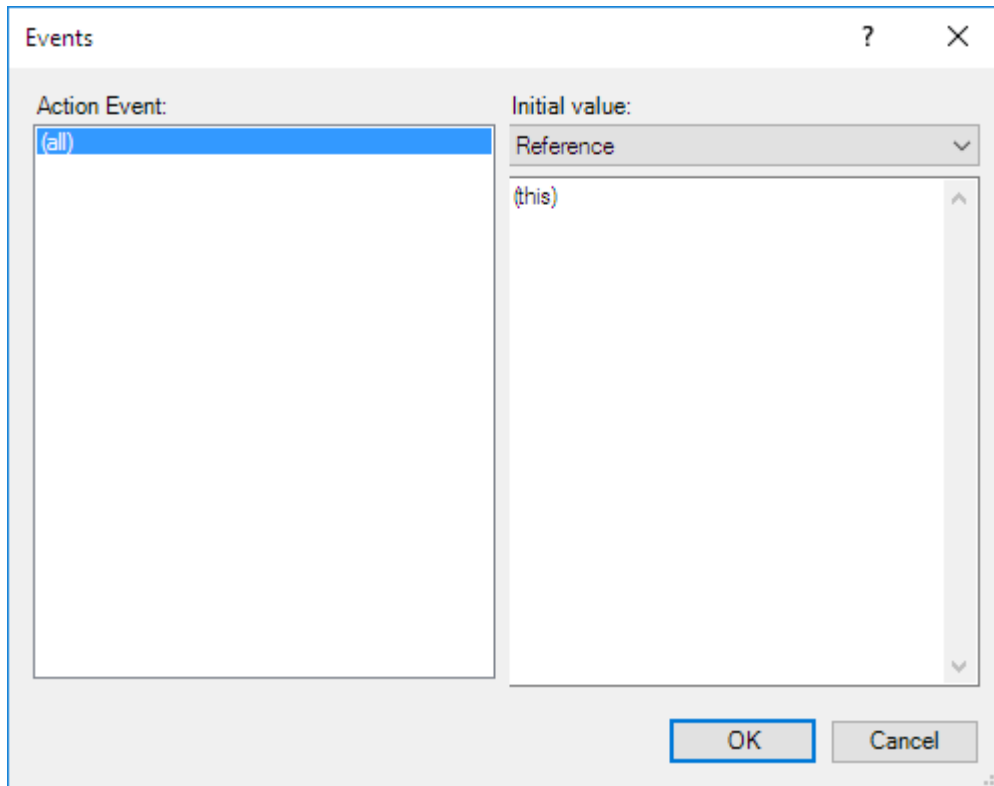 Events
Action Event:
(all)
Initial value:
Reference
(this)
OK
Cancel